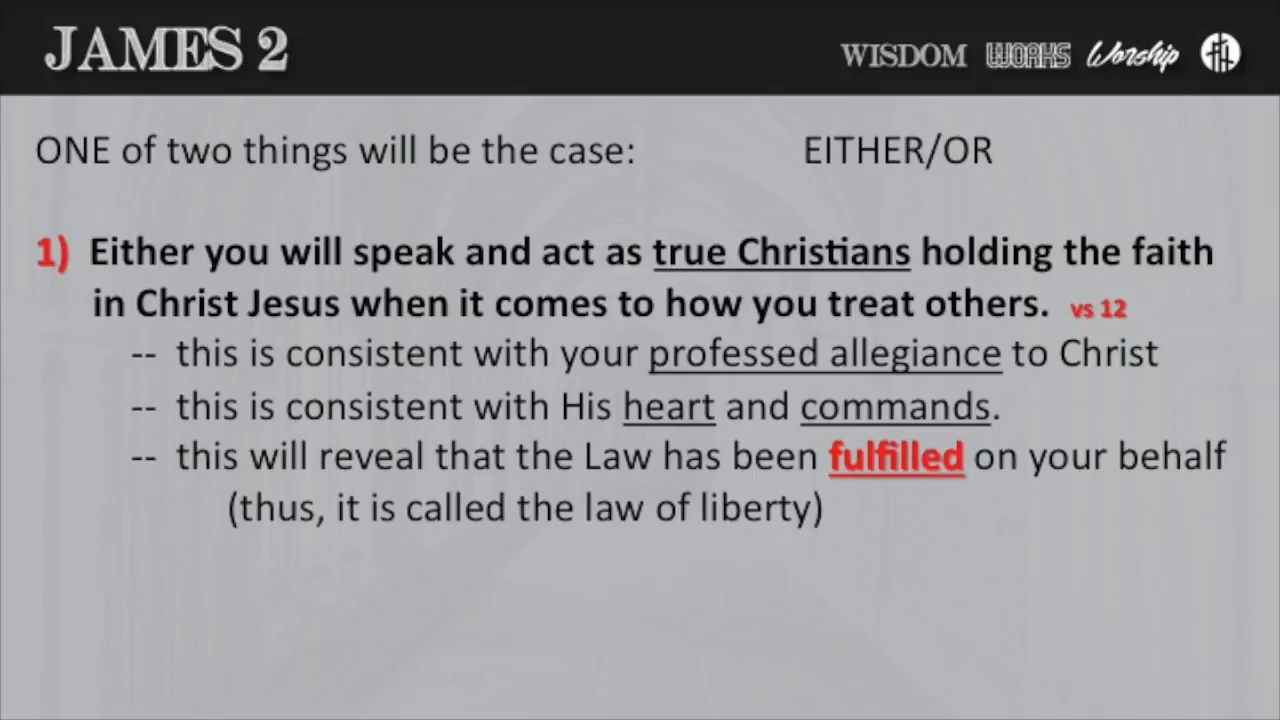 JAMES 2
WISDOM WORKS Worship
ONE of two things will be the case: EITHER/OR
1) Either you will speak and act as true Christians holding the faith
in Christ Jesus when it comes to how you treat others. vs 12
-- this is consistent with your professed allegiance to Christ
-- this is consistent with His heart and commands.
-- this will reveal that the Law has been fulfilled on your behalf
(thus, it is called the law of liberty)